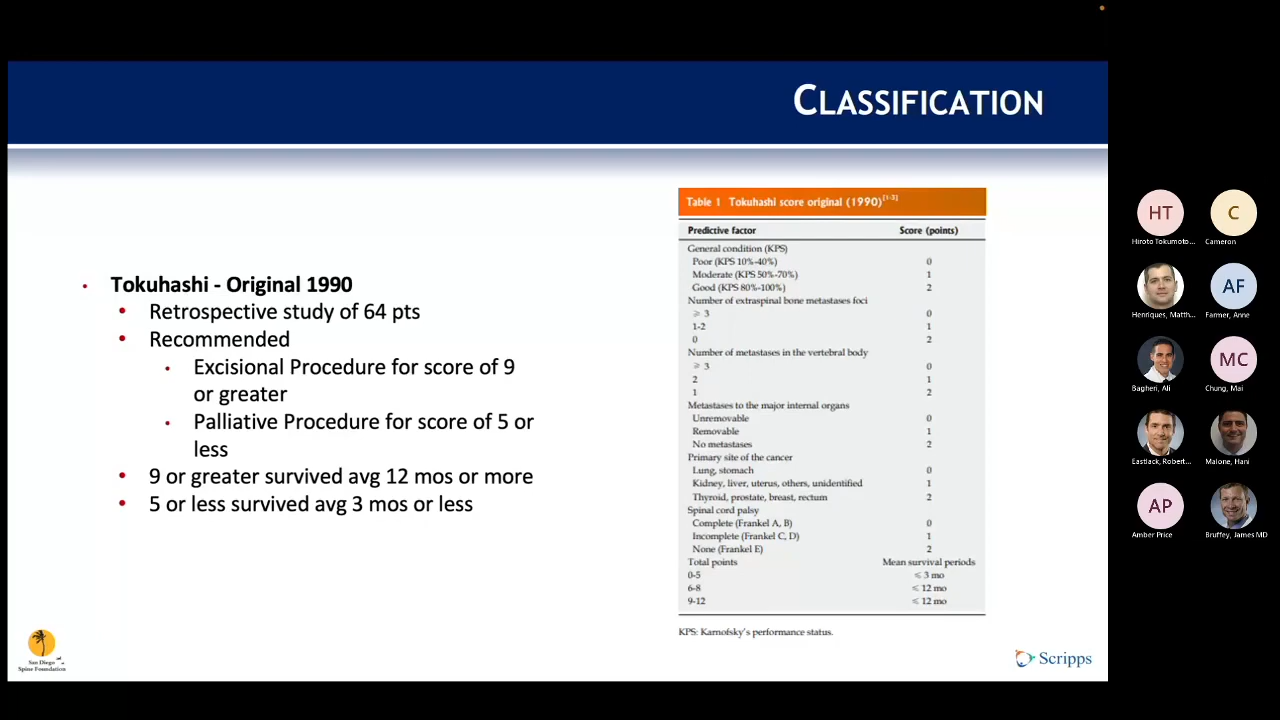 CLASSIFICATION
Tokuhashi - Original 1990
Retrospective study of 64 pts
Recommended
Excisional Procedure for score of 9
or greater
Palliative Procedure for score of 5 or
less
9 or greater survived avg 12 mos or more
5 or less survived avg 3 mos or less
Table 1 Tokuhashi score original (1990)[1-3]
Predictive factor Score (points)
General condition (KPS)
Poor (KPS 10%-40%) 0
Moderate (KPS 50%-70%) 1
Good (KPS 80%-100%) 2
Number of extraspinal bone metastases foci
⩾ 3 0
1-2 1
0 2
Number of metastases in the vertebral body
⩾ 3 0
2 1
1 2
Metastases to the major internal organs
Unremovable 0
Removable 1
No metastases 2
Primary site of the cancer
Lung, stomach 0
Kidney, liver, uterus, others, unidentified 1
Thyroid, prostate, breast, rectum 2
Spinal cord palsy
Complete (Frankel A, B) 0
Incomplete (Frankel C, D) 1
None (Frankel E) 2
Total points Mean survival periods
0-5 ⩽ 3 mo
6-8 ⩽ 12 mo
9-12 ⩽ 12 mo
KPS: Karnofsky's performance status.
San Diego
Spine Foundation
Scripps
HT C
Hiroto Tokumoto... Cameron
AF
Henriques, Matth... Farmer, Anne
MC
Bagheri, Ali Chung, Mai
Eastlack, Robert... Malone, Hani
AP
Amber Price Bruffey, James MD